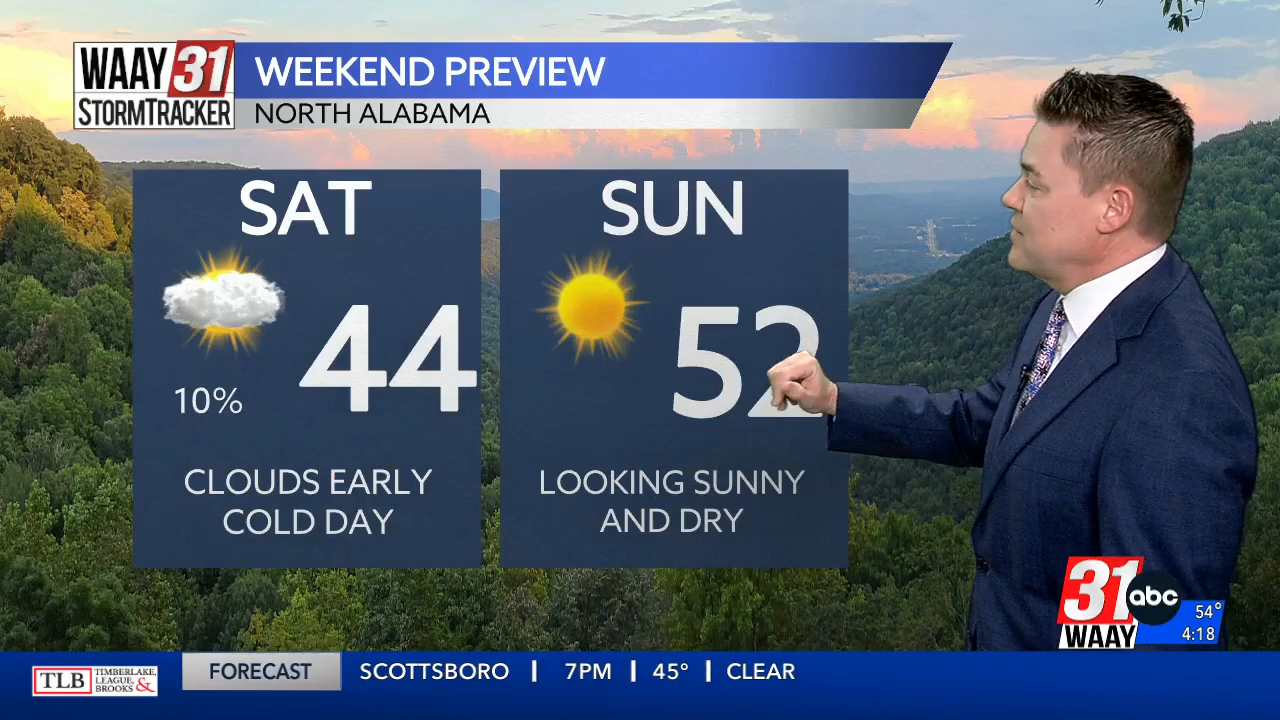 WAAY 31
STORMTRACKER
WEEKEND PREVIEW
NORTH ALABAMA
SAT
44
10%
CLOUDS EARLY
COLD DAY
SUN
52
LOOKING SUNNY
AND DRY
31
abc
WAAY
54°
4:18
TLB
TIMBERLAKE,
LEAGUE,
BROOKS &
FORECAST
SCOTTSBORO | 7PM | 45° | CLEAR